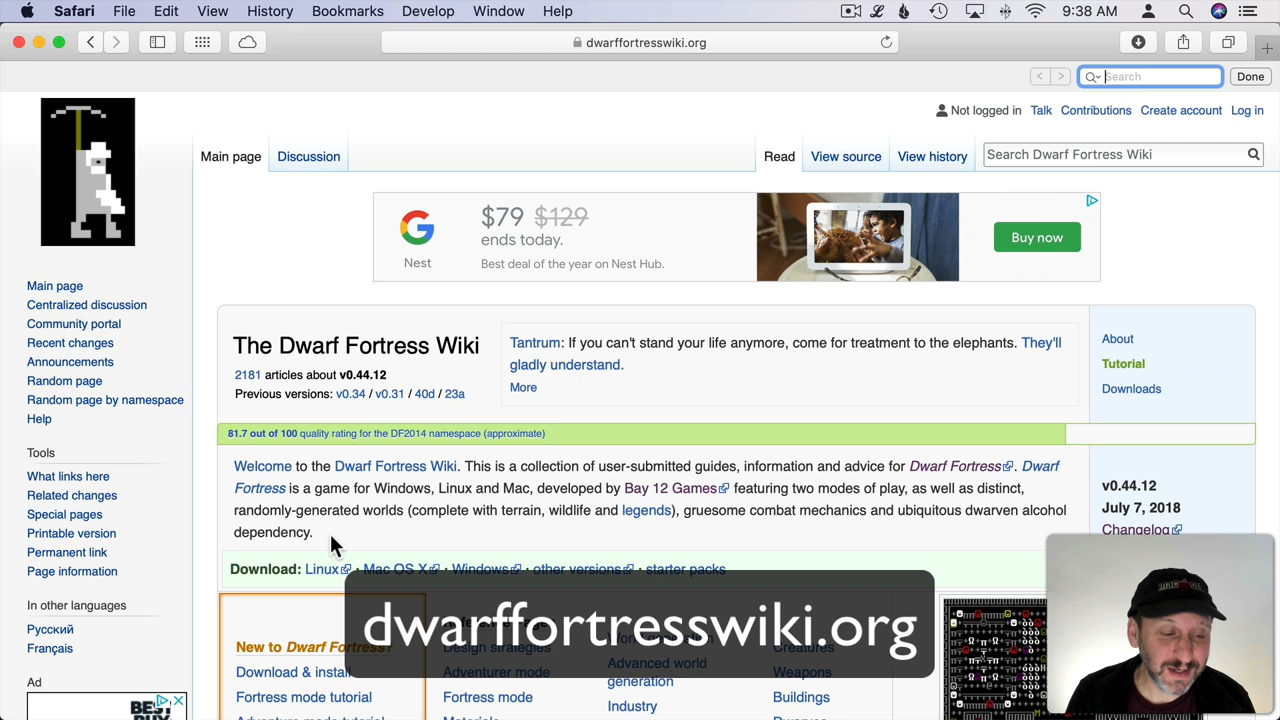 Safari File Edit View History Bookmarks Develop Window Help 9:38 AM
dwarffortresswiki.org
Search Done
Not logged in Talk Contributions Create account Log in
Main page Discussion Read View source View history Search Dwarf Fortress Wiki
$79 $129
ends today.
Nest
Best deal of the year on Nest Hub.
Buy now
Main page
Centralized discussion
Community portal
Recent changes
Announcements
Random page
Random page by namespace
Help
Tools
What links here
Related changes
Special pages
Printable version
Permanent link
Page information
In other languages
Русский
Français
Ad
BEST
The Dwarf Fortress Wiki
2181 articles about v0.44.12
Previous versions: v0.34 / v0.31 / 40d / 23a
Tantrum: If you can't stand your life anymore, come for treatment to the elephants. They'll
gladly understand.
More
About
Tutorial
Downloads
81.7 out of 100 quality rating for the DF2014 namespace (approximate)
Welcome to the Dwarf Fortress Wiki. This is a collection of user-submitted guides, information and advice for Dwarf Fortress. Dwarf
Fortress is a game for Windows, Linux and Mac, developed by Bay 12 Games featuring two modes of play, as well as distinct,
randomly-generated worlds (complete with terrain, wildlife and legends), gruesome combat mechanics and ubiquitous dwarven alcohol
dependency.
v0.44.12
July 7, 2018
Changelog
Download: Linux · Mac OS X · Windows · other versions · starter packs
dwarffortresswiki.org
New to Dwarf Fortress?
Download & install
Fortress mode tutorial
Adventure mode tutorial
Design strategies
Adventurer mode
Fortress mode
Materials
Advanced world
generation
Industry
Creatures
Weapons
Buildings
Dwarves